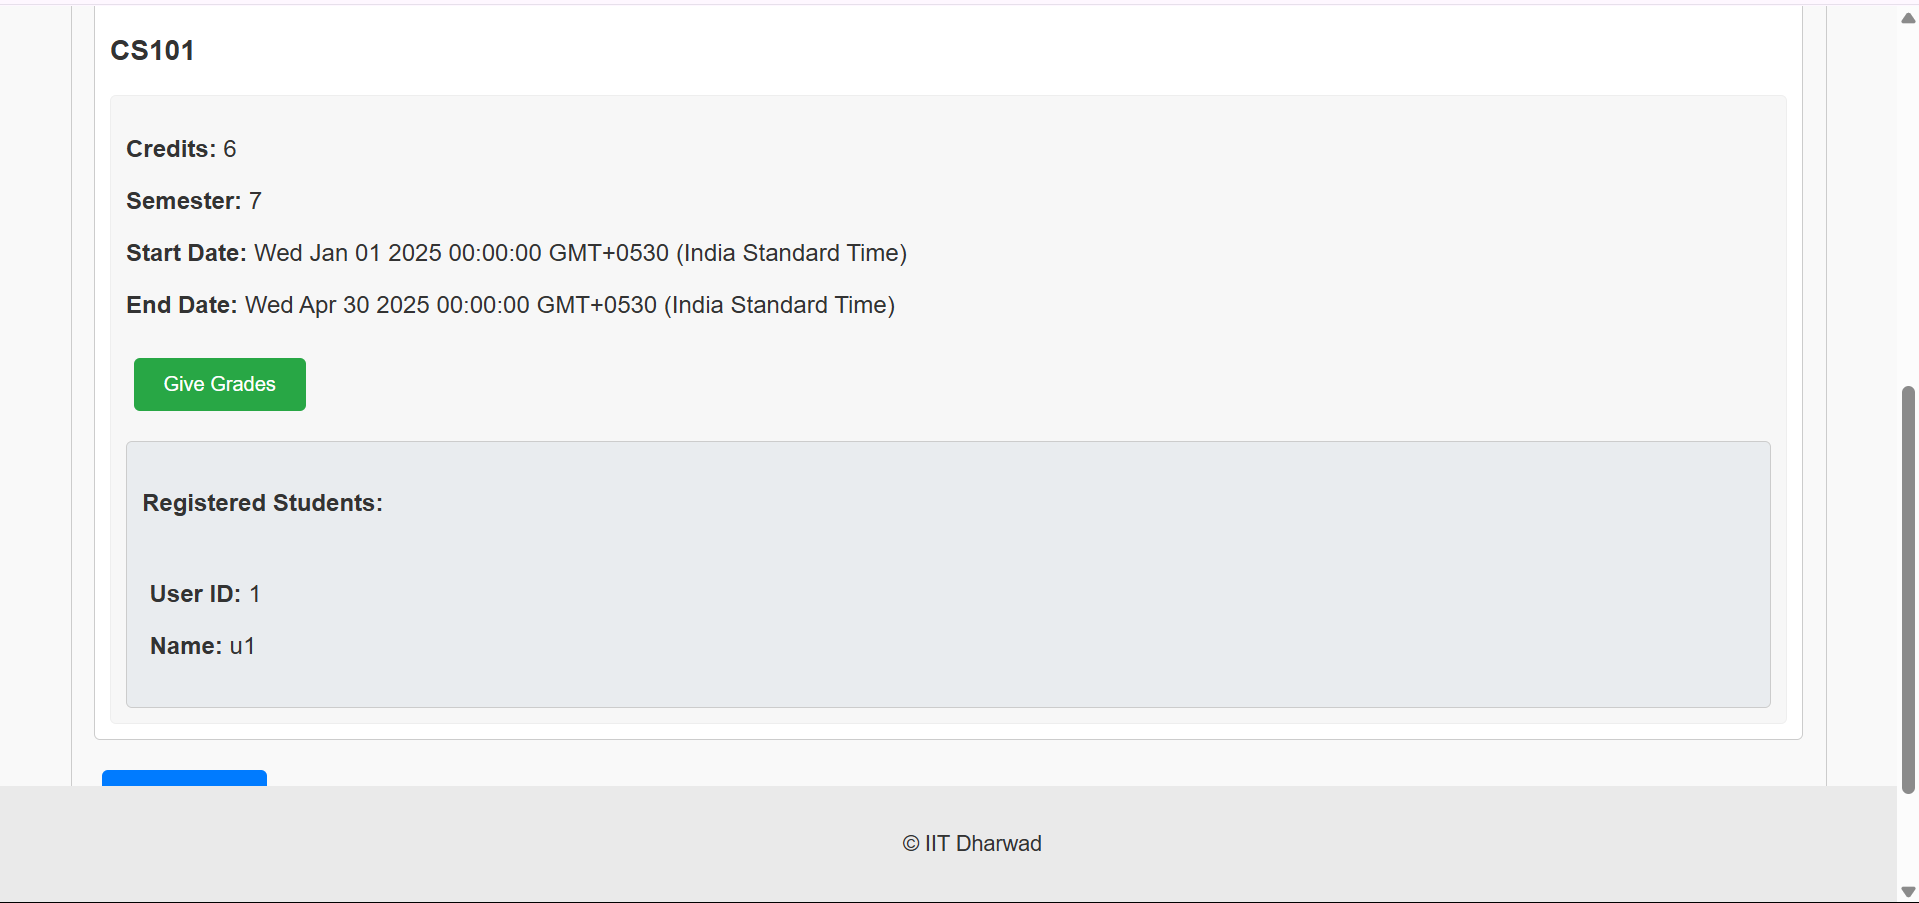 CS101
Credits: 6
Semester: 7
Start Date: Wed Jan 01 2025 00:00:00 GMT+0530 (India Standard Time)
End Date: Wed Apr 30 2025 00:00:00 GMT+0530 (India Standard Time)
Give Grades
Registered Students:
User ID: 1
Name: u1
© IIT Dharwad